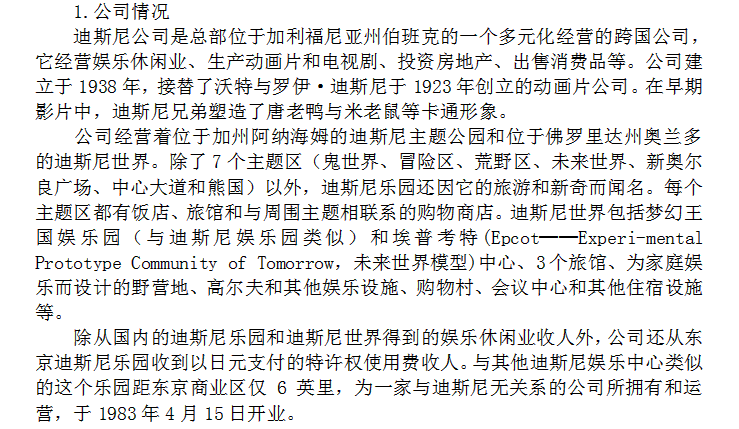 1.公司情况
迪斯尼公司是总部位于加利福尼亚州伯班克的一个多元化经营的跨国公司，
它经营娱乐休闲业、生产动画片和电视剧、投资房地产、出售消费品等。公司建
立于 1938 年，接替了沃特与罗伊·迪斯尼于 1923 年创立的动画片公司。在早期
影片中，迪斯尼兄弟塑造了唐老鸭与米老鼠等卡通形象。
公司经营着位于加州阿纳海姆的迪斯尼主题公园和位于佛罗里达州奥兰多
的迪斯尼世界。除了 7 个主题区（鬼世界、冒险区、荒野区、未来世界、新奥尔
良广场、中心大道和熊国）以外，迪斯尼乐园还因它的旅游和新奇而闻名。每个
主题区都有饭店、旅馆和与周围主题相联系的购物商店。迪斯尼世界包括梦幻王
国娱乐园（与迪斯尼娱乐园类似）和埃普考特(Epcot——Experi-mental
Prototype Community of Tomorrow，未来世界模型)中心、3个旅馆、为家庭娱
乐而设计的野营地、高尔夫和其他娱乐设施、购物村、会议中心和其他住宿设施
等。
除从国内的迪斯尼乐园和迪斯尼世界得到的娱乐休闲业收人外，公司还从东
京迪斯尼乐园收到以日元支付的特许权使用费收人。与其他迪斯尼娱乐中心类似
的这个乐园距东京商业区仅 6 英里，为一家与迪斯尼无关系的公司所拥有和运
营，于 1983 年 4 月 15 日开业。